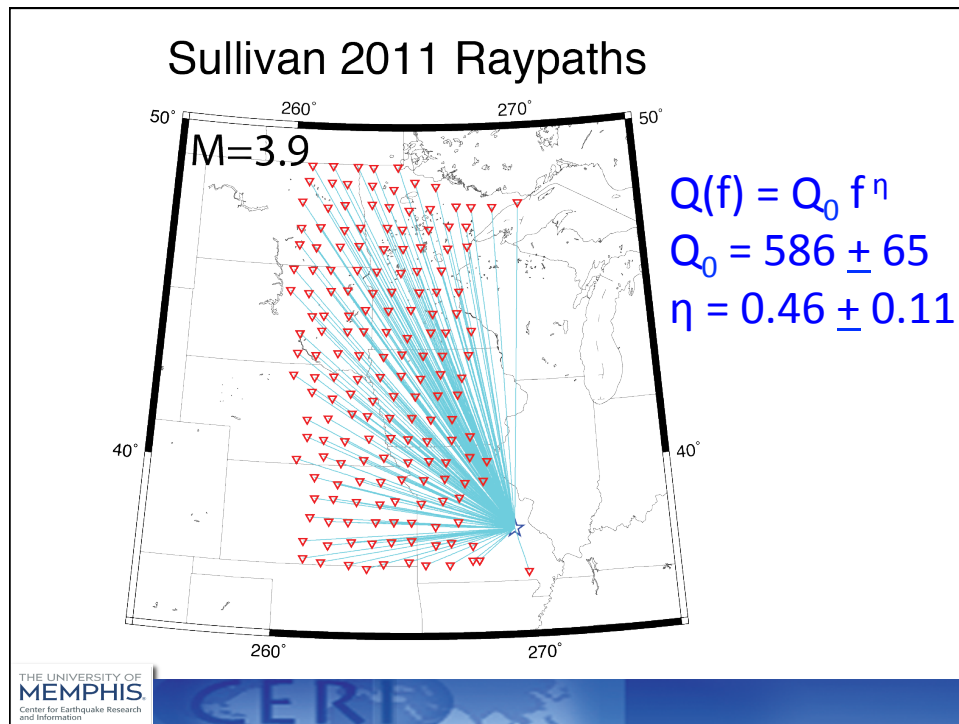 Sullivan 2011 Raypaths
260° 270°
50° 50°
M=3.9
Q(f) = Q₀ f ^η
Q₀ = 586 ± 65
η = 0.46 ± 0.11
40° 40°
260° 270°
THE UNIVERSITY OF
MEMPHIS.
Center for Earthquake Research
and Information
CERI